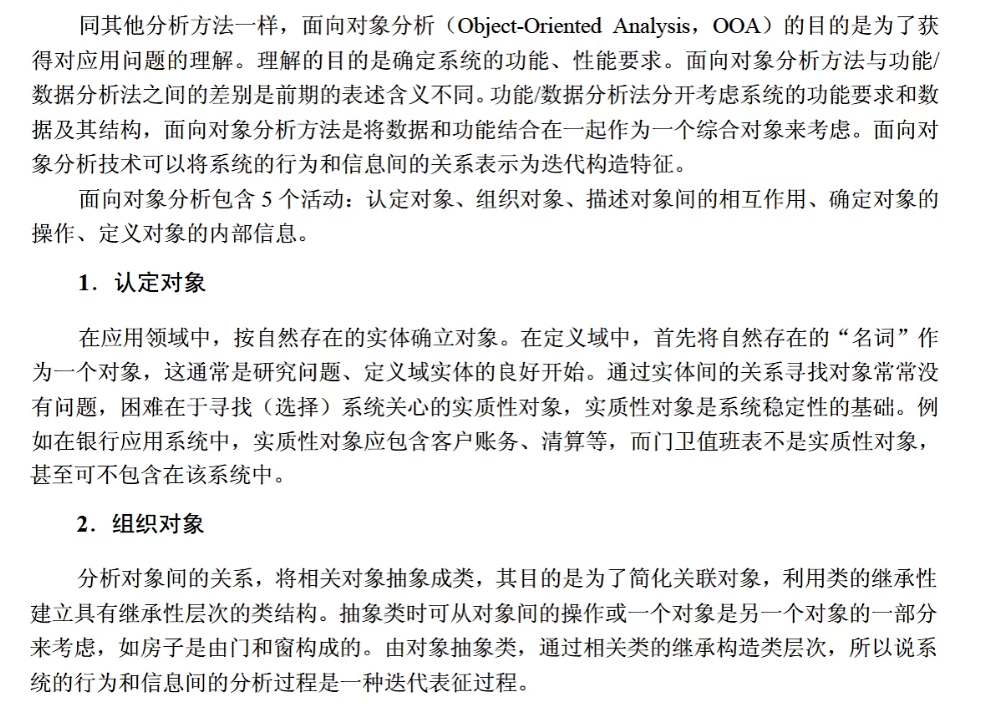 同其他分析方法一样，面向对象分析（Object-Oriented Analysis，OOA）的目的是为了获
得对应用问题的理解。理解的目的是确定系统的功能、性能要求。面向对象分析方法与功能/
数据分析法之间的差别是前期的表述含义不同。功能/数据分析法分开考虑系统的功能要求和数
据及其结构，面向对象分析方法是将数据和功能结合在一起作为一个综合对象来考虑。面向对
象分析技术可以将系统的行为和信息间的关系表示为迭代构造特征。
面向对象分析包含 5 个活动：认定对象、组织对象、描述对象间的相互作用、确定对象的
操作、定义对象的内部信息。
1．认定对象
在应用领域中，按自然存在的实体确立对象。在定义域中，首先将自然存在的“名词”作
为一个对象，这通常是研究问题、定义域实体的良好开始。通过实体间的关系寻找对象常常没
有问题，困难在于寻找（选择）系统关心的实质性对象，实质性对象是系统稳定性的基础。例
如在银行应用系统中，实质性对象应包含客户账务、清算等，而门卫值班表不是实质性对象，
甚至可不包含在该系统中。
2．组织对象
分析对象间的关系，将相关对象抽象成类，其目的是为了简化关联对象，利用类的继承性
建立具有继承性层次的类结构。抽象类时可从对象间的操作或一个对象是另一个对象的一部分
来考虑，如房子是由门和窗构成的。由对象抽象类，通过相关类的继承构造类层次，所以说系
统的行为和信息间的分析过程是一种迭代表征过程。